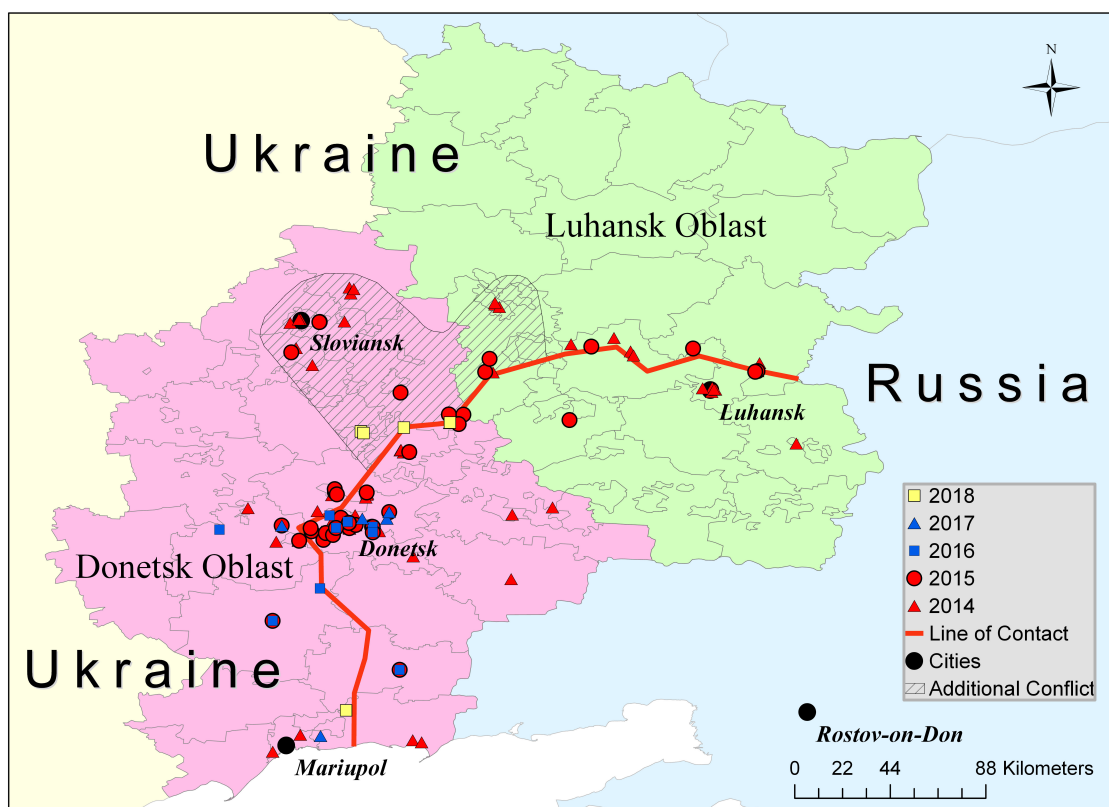 N
Ukraine
Luhansk Oblast
Sloviansk
Russia
Luhansk
Donetsk
Donetsk Oblast
Ukraine
Mariupol
Rostov-on-Don
2018
2017
2016
2015
2014
Line of Contact
Cities
Additional Conflict
0 22 44 88 Kilometers